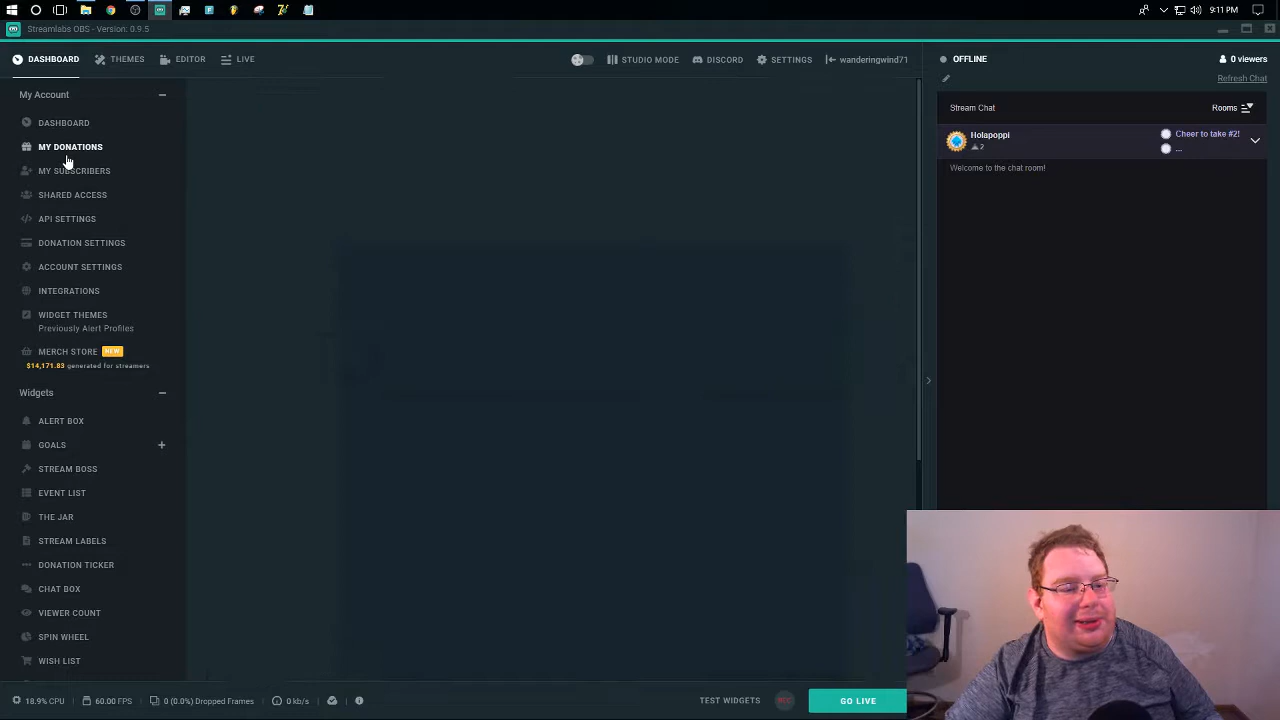 9:11 PM
Streamlabs OBS - Version: 0.9.5
DASHBOARD
THEMES
EDITOR
LIVE
STUDIO MODE
DISCORD
SETTINGS
wanderingwind71
OFFLINE
0 viewers
Refresh Chat
My Account
DASHBOARD
MY DONATIONS
MY SUBSCRIBERS
SHARED ACCESS
API SETTINGS
DONATION SETTINGS
ACCOUNT SETTINGS
INTEGRATIONS
WIDGET THEMES
Previously Alert Profiles
MERCH STORE NEW
$14,171.83 generated for streamers
Widgets
ALERT BOX
GOALS
STREAM BOSS
EVENT LIST
THE JAR
STREAM LABELS
DONATION TICKER
CHAT BOX
VIEWER COUNT
SPIN WHEEL
WISH LIST
Stream Chat
Rooms
Holapoppi
2
Cheer to take #2!
...
Welcome to the chat room!
18.9% CPU
60.00 FPS
0 (0.0%) Dropped Frames
0 kb/s
TEST WIDGETS
REC
GO LIVE